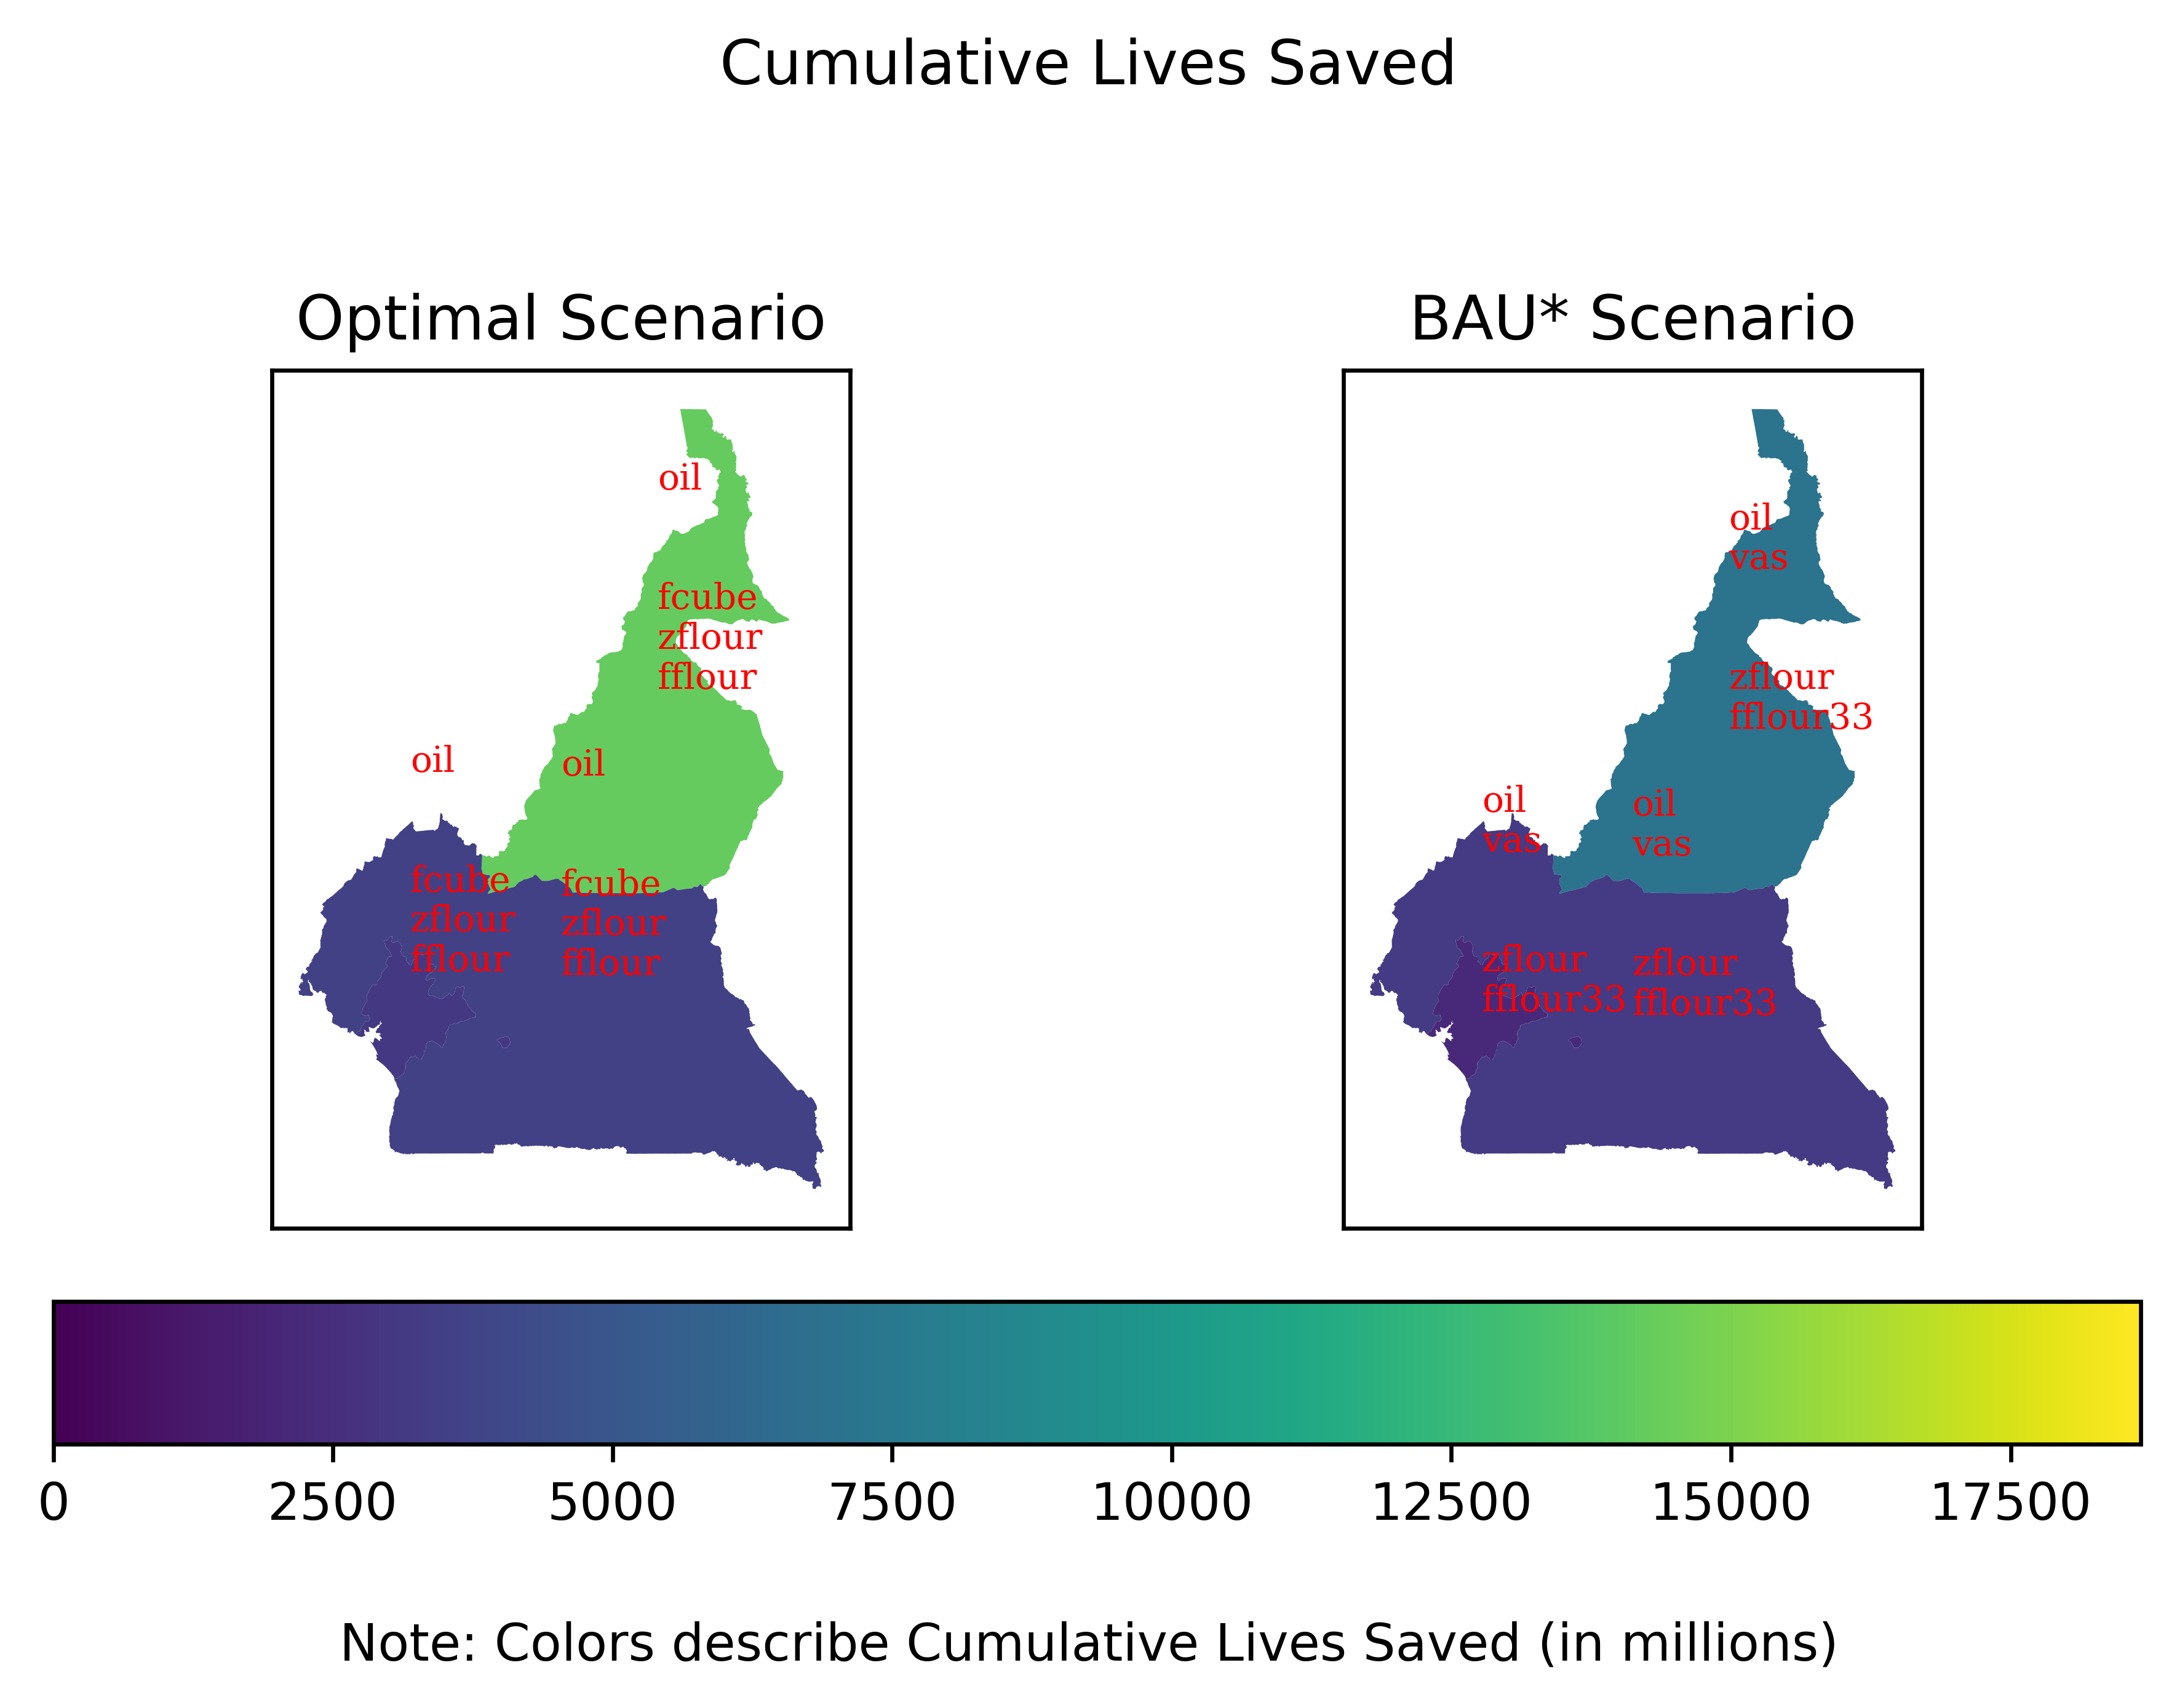 Cumulative Lives Saved
Optimal Scenario
oil
fcube
zflour
fflour
oil
fcube
zflour
fflour
oil
fcube
zflour
fflour
BAU* Scenario
oil
vas
zflour
fflour33
oil
vas
zflour
fflour33
oil
vas
zflour
fflour33
0 2500 5000 7500 10000 12500 15000 17500
Note: Colors describe Cumulative Lives Saved (in millions)